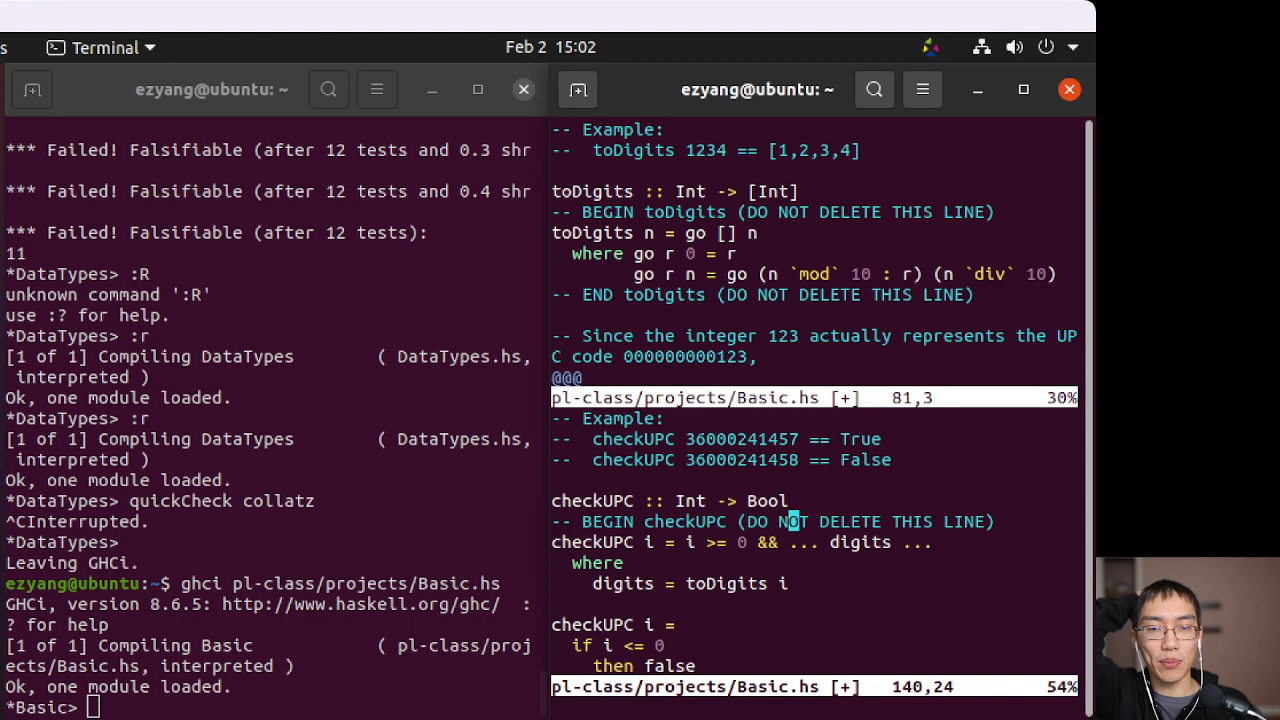 s Terminal Feb 2 15:02
ezyang@ubuntu: ~
*** Failed! Falsifiable (after 12 tests and 0.3 shr
*** Failed! Falsifiable (after 12 tests and 0.4 shr
*** Failed! Falsifiable (after 12 tests):
11
*DataTypes> :R
unknown command ':R'
use :? for help.
*DataTypes> :r
[1 of 1] Compiling DataTypes        ( DataTypes.hs,
 interpreted )
Ok, one module loaded.
*DataTypes> :r
[1 of 1] Compiling DataTypes        ( DataTypes.hs,
 interpreted )
Ok, one module loaded.
*DataTypes> quickCheck collatz
^CInterrupted.
*DataTypes>
Leaving GHCi.
ezyang@ubuntu:~$ ghci pl-class/projects/Basic.hs
GHCi, version 8.6.5: http://www.haskell.org/ghc/  :
? for help
[1 of 1] Compiling Basic            ( pl-class/proj
ects/Basic.hs, interpreted )
Ok, one module loaded.
*Basic>
ezyang@ubuntu: ~
-- Example:
--  toDigits 1234 == [1,2,3,4]
toDigits :: Int -> [Int]
-- BEGIN toDigits (DO NOT DELETE THIS LINE)
toDigits n = go [] n
  where go r 0 = r
        go r n = go (n `mod` 10 : r) (n `div` 10)
-- END toDigits (DO NOT DELETE THIS LINE)
-- Since the integer 123 actually represents the UP
C code 000000000123,
@@@
pl-class/projects/Basic.hs [+]   81,3           30%
-- Example:
--  checkUPC 36000241457 == True
--  checkUPC 36000241458 == False
checkUPC :: Int -> Bool
-- BEGIN checkUPC (DO NOT DELETE THIS LINE)
checkUPC i = i >= 0 && ... digits ...
  where
    digits = toDigits i
checkUPC i =
  if i <= 0
    then false
pl-class/projects/Basic.hs [+]   140,24         54%